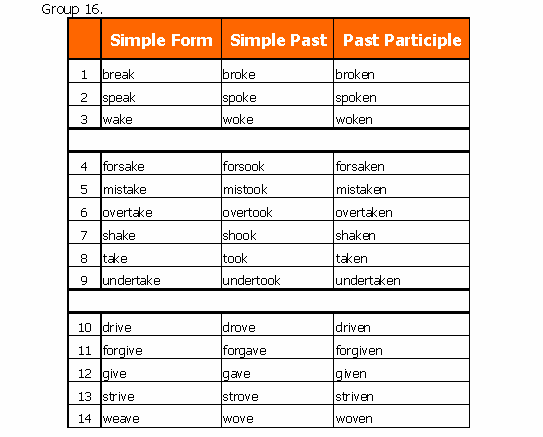 Group 16.
Simple Form Simple Past Past Participle
1 break broke broken
2 speak spoke spoken
3 wake woke woken
4 forsake forsook forsaken
5 mistake mistook mistaken
6 overtake overtook overtaken
7 shake shook shaken
8 take took taken
9 undertake undertook undertaken
10 drive drove driven
11 forgive forgave forgiven
12 give gave given
13 strive strove striven
14 weave wove woven